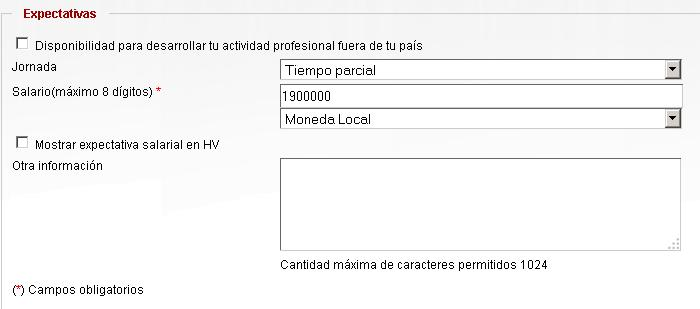 Expectativas
Disponibilidad para desarrollar tu actividad profesional fuera de tu país
Jornada Tiempo parcial
Salario(máximo 8 dígitos) * 1900000
Moneda Local
Mostrar expectativa salarial en HV
Otra información
Cantidad máxima de caracteres permitidos 1024
(*) Campos obligatorios